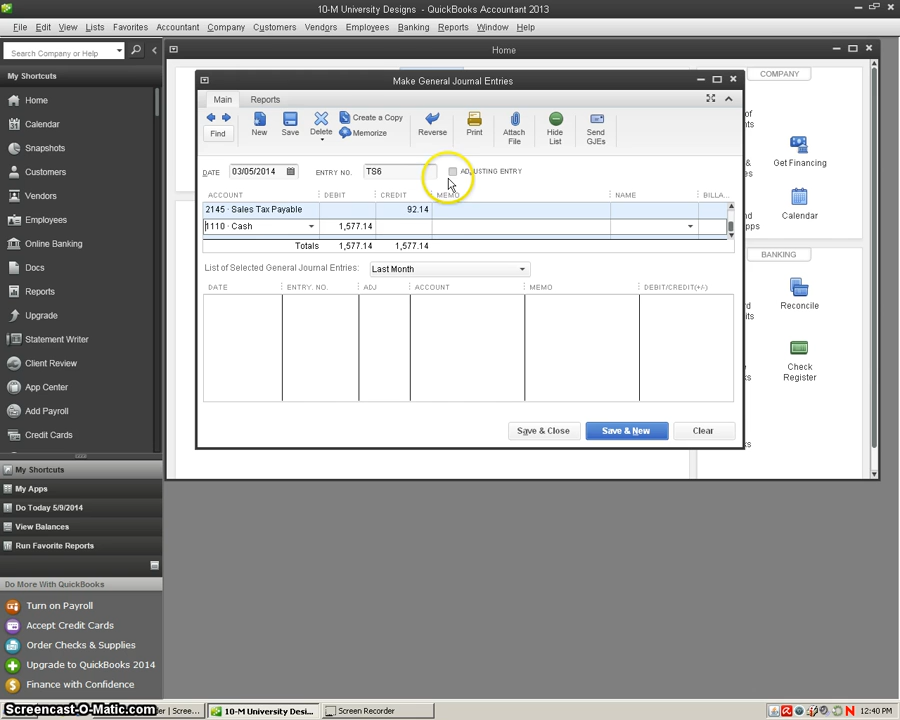 10-M University Designs - QuickBooks Accountant 2013
File Edit View Lists Favorites Accountant Company Customers Vendors Employees Banking Reports Window Help
Search Company or Help
Home
My Shortcuts
Home
Calendar
Snapshots
Customers
Vendors
Employees
Online Banking
Docs
Reports
Upgrade
Statement Writer
Client Review
App Center
Add Payroll
Credit Cards
My Shortcuts
My Apps
Do Today 5/9/2014
View Balances
Run Favorite Reports
Do More With QuickBooks
Turn on Payroll
Accept Credit Cards
Order Checks & Supplies
Upgrade to QuickBooks 2014
Finance with Confidence
Make General Journal Entries
Main Reports
Find
New
Save
Delete
Create a Copy
Memorize
Reverse
Print
Attach File
Hide List
Send GJEs
DATE 03/05/2014 ENTRY NO. TS6 ADJUSTING ENTRY
ACCOUNT DEBIT CREDIT MEMO NAME BILLA...
2145 · Sales Tax Payable 92.14
1110 · Cash 1,577.14
Totals 1,577.14 1,577.14
List of Selected General Journal Entries: Last Month
DATE ENTRY. NO. ADJ ACCOUNT MEMO DEBIT/CREDIT(+/-)
Save & Close Save & New Clear
COMPANY
Get Financing
Calendar
BANKING
Reconcile
Check Register
Screencast-O-Matic.com
10-M University Desi...
Screen Recorder
12:40 PM